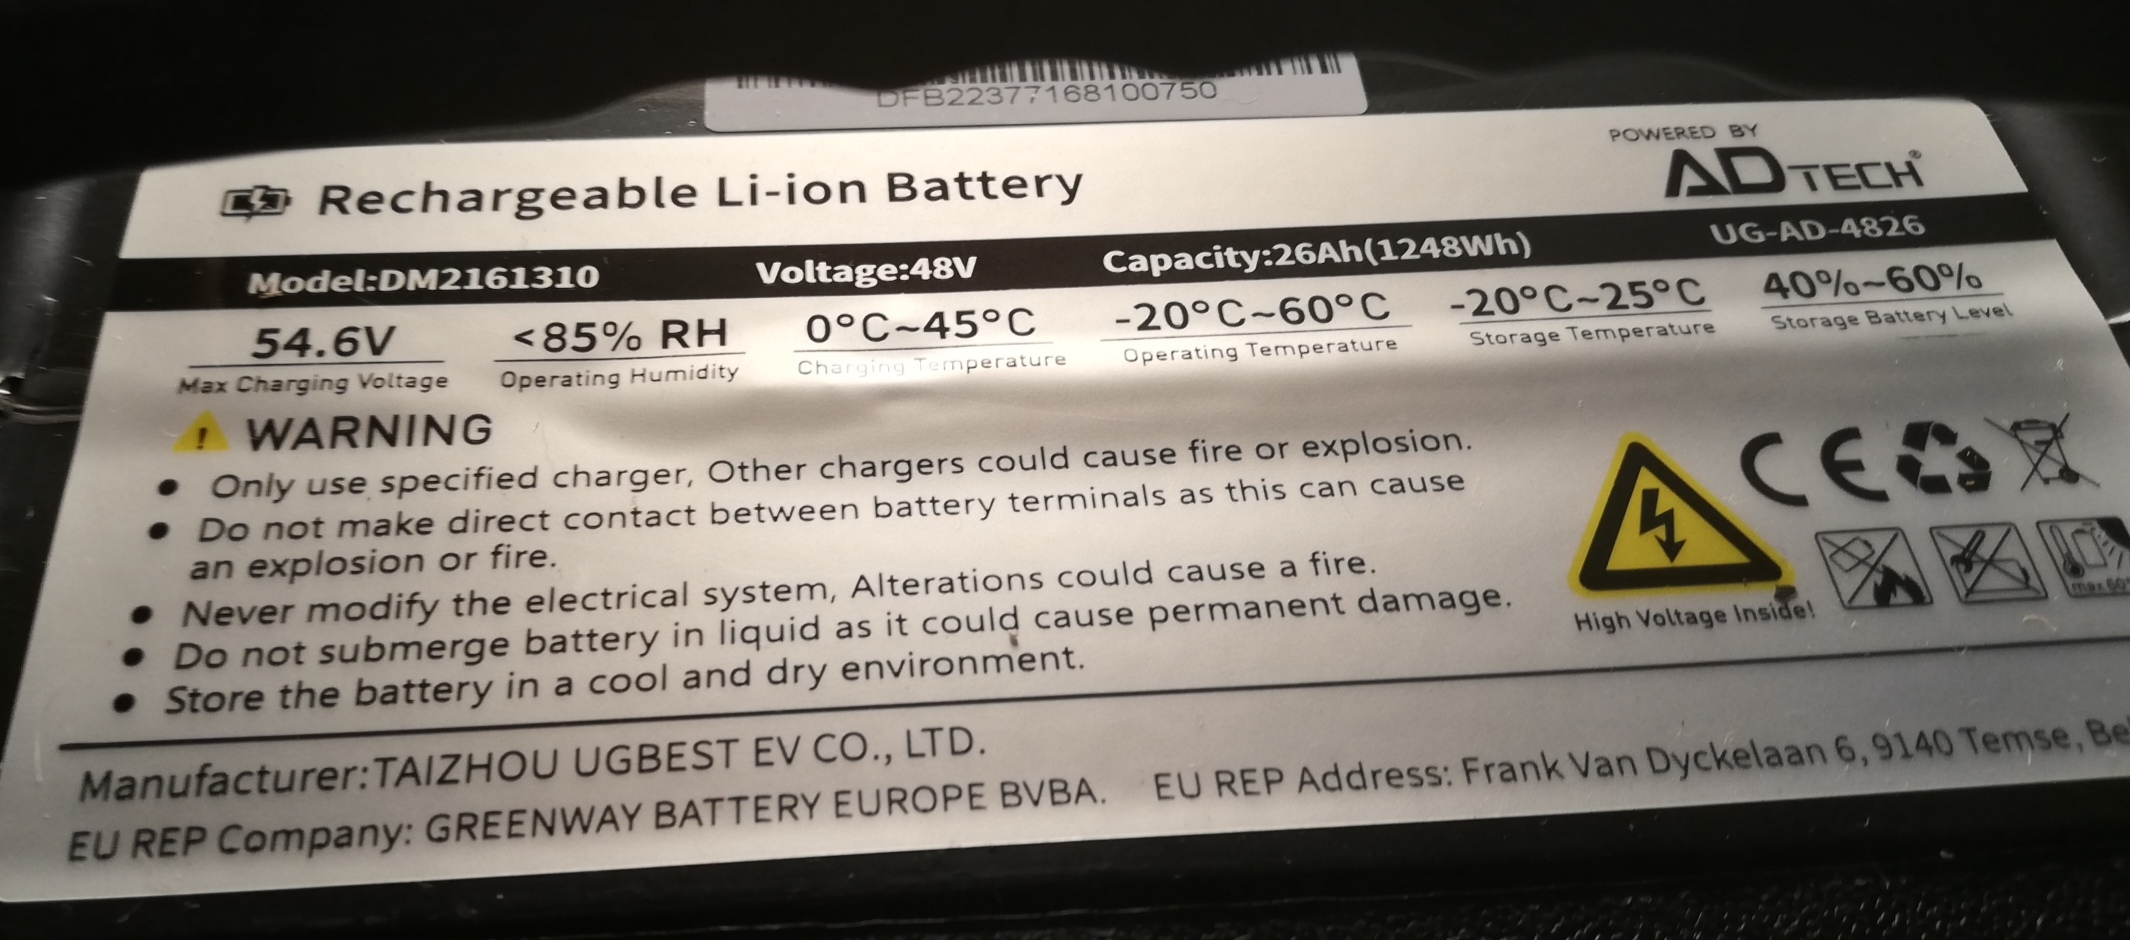 DFB22377168100750
POWERED BY
AD TECH®
Rechargeable Li-ion Battery
Model:DM2161310 Voltage:48V Capacity:26Ah(1248Wh) UG-AD-4826
54.6V <85% RH 0°C~45°C -20°C~60°C -20°C~25°C 40%~60%
Max Charging Voltage Operating Humidity Charging Temperature Operating Temperature Storage Temperature Storage Battery Level
! WARNING
• Only use specified charger, Other chargers could cause fire or explosion.
• Do not make direct contact between battery terminals as this can cause
an explosion or fire.
• Never modify the electrical system, Alterations could cause a fire.
• Do not submerge battery in liquid as it could cause permanent damage.
• Store the battery in a cool and dry environment.
CE
max 60°
High Voltage Inside!
Manufacturer:TAIZHOU UGBEST EV CO., LTD.
EU REP Company: GREENWAY BATTERY EUROPE BVBA. EU REP Address: Frank Van Dyckelaan 6, 9140 Temse, Be